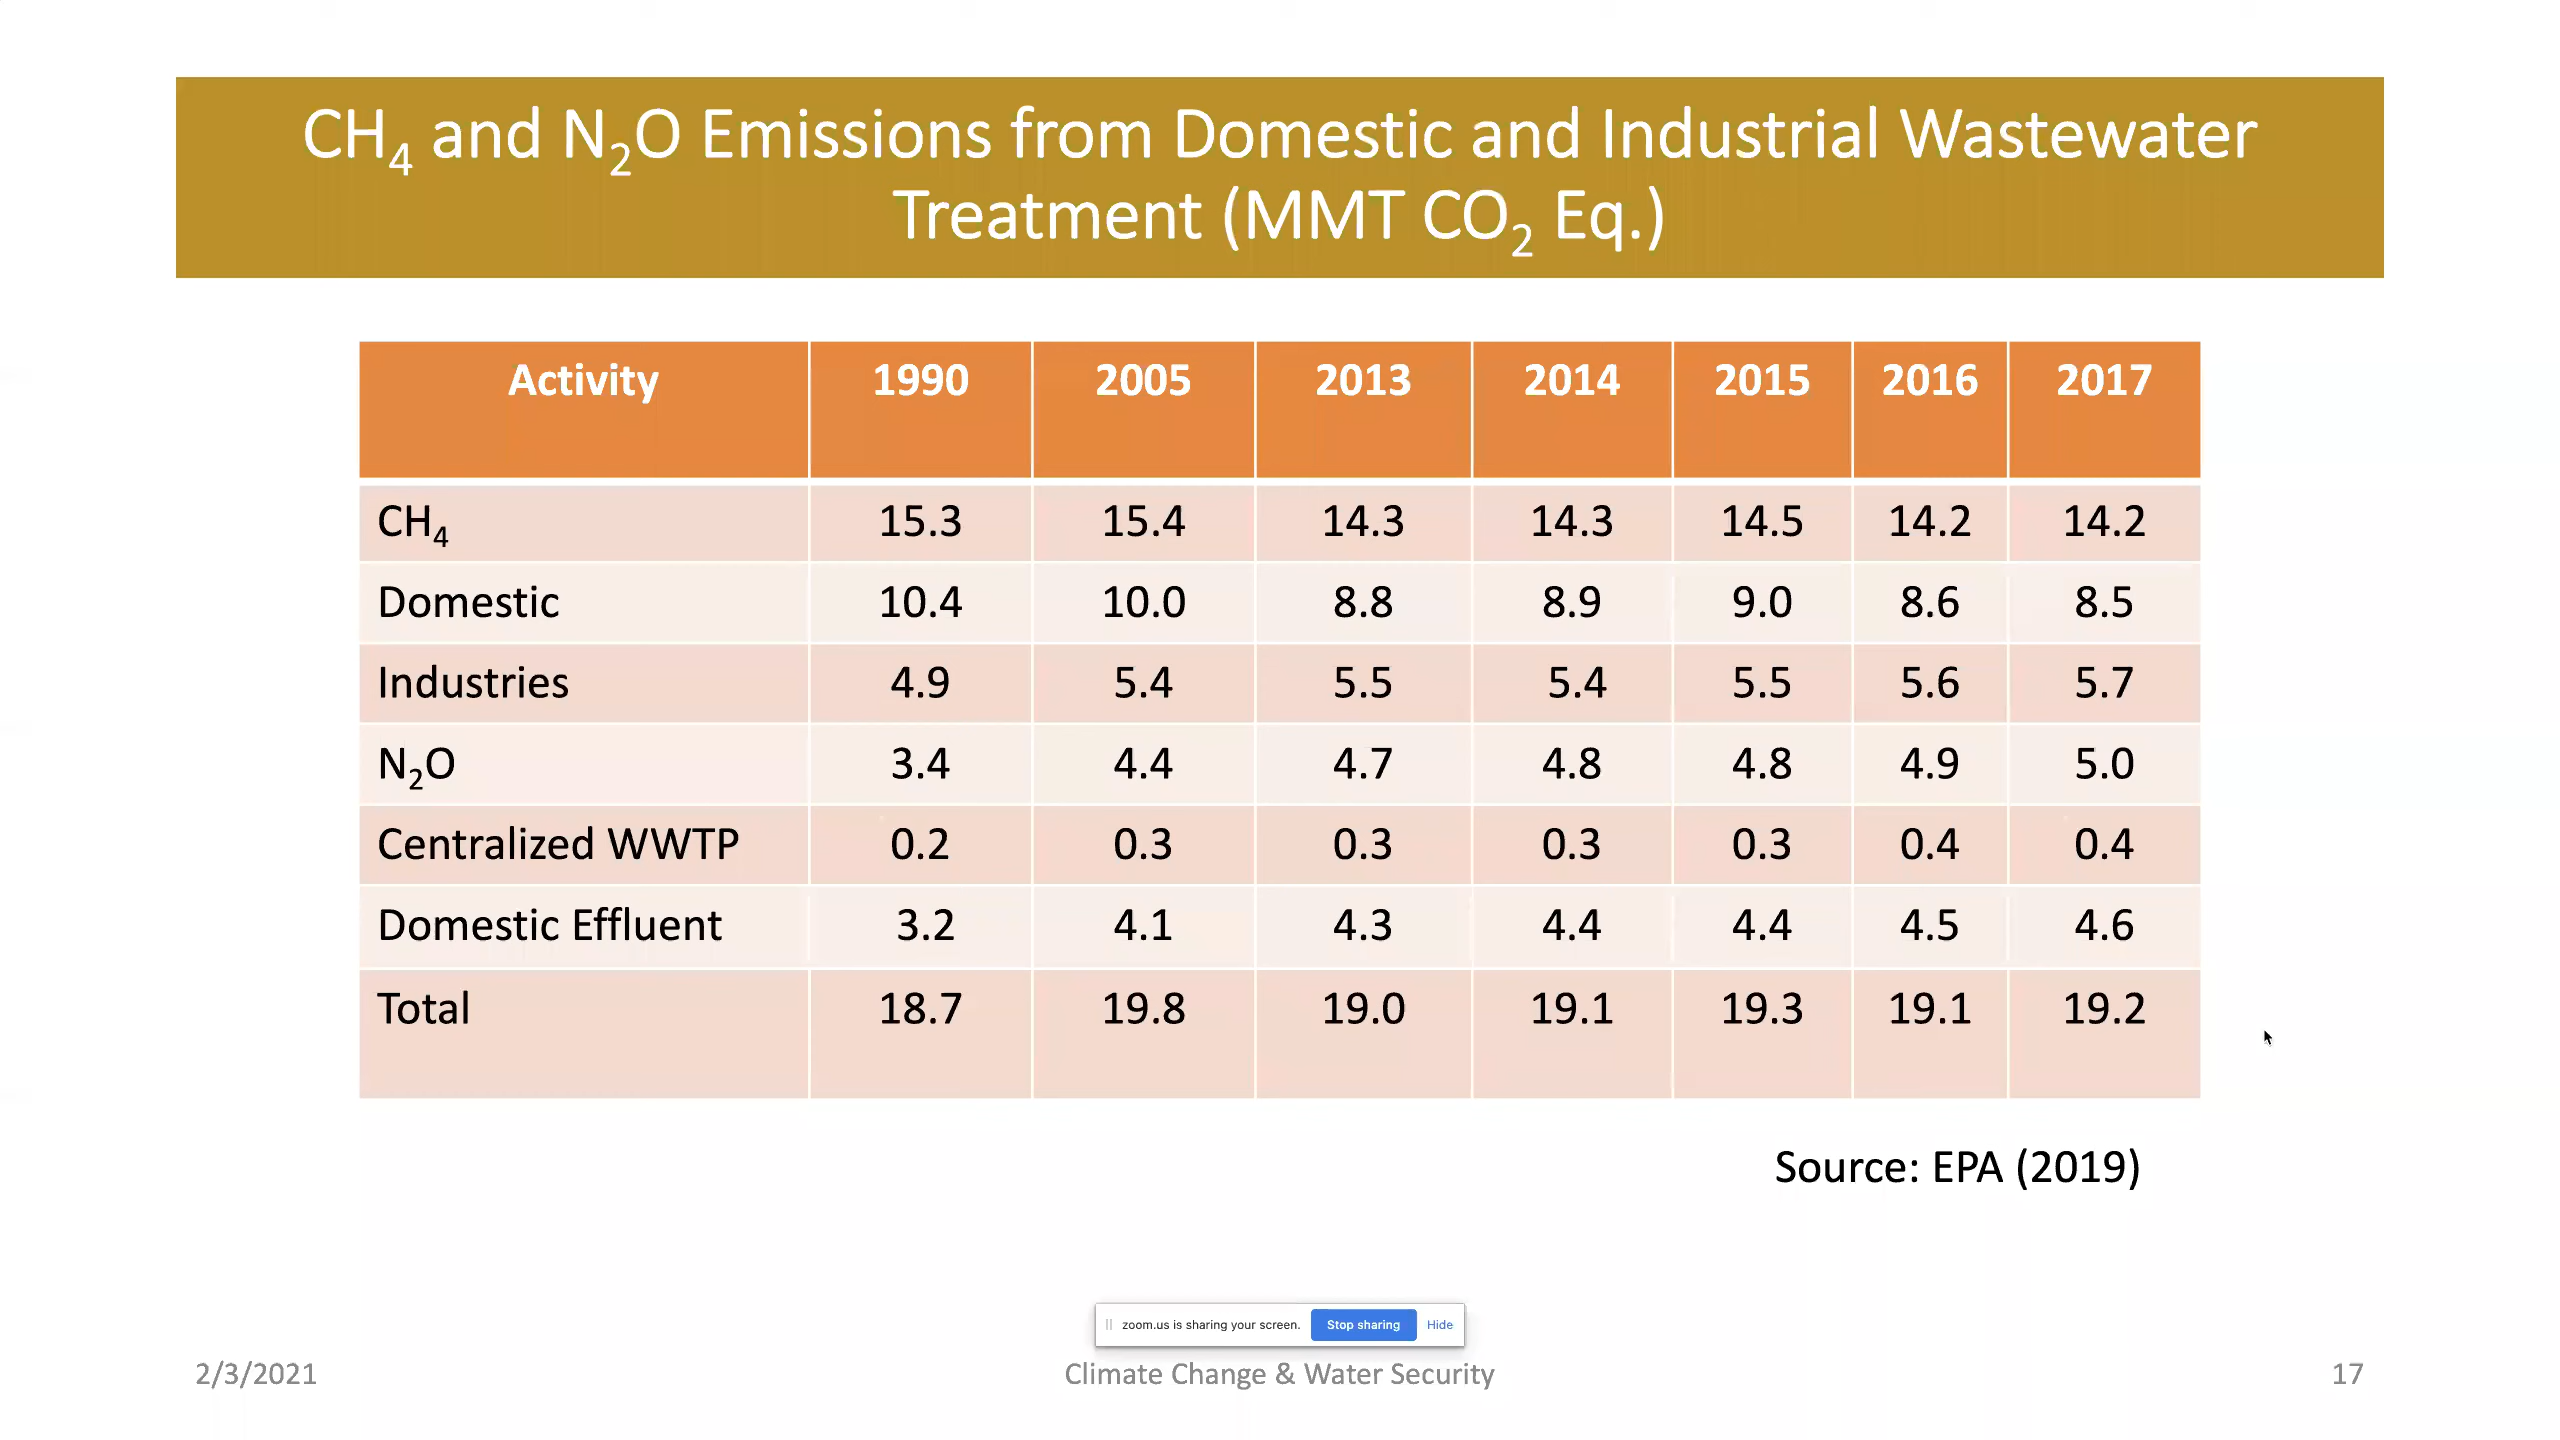 CH₄ and N₂O Emissions from Domestic and Industrial Wastewater
Treatment (MMT CO₂ Eq.)
Activity 1990 2005 2013 2014 2015 2016 2017
CH₄ 15.3 15.4 14.3 14.3 14.5 14.2 14.2
Domestic 10.4 10.0 8.8 8.9 9.0 8.6 8.5
Industries 4.9 5.4 5.5 5.4 5.5 5.6 5.7
N₂O 3.4 4.4 4.7 4.8 4.8 4.9 5.0
Centralized WWTP 0.2 0.3 0.3 0.3 0.3 0.4 0.4
Domestic Effluent 3.2 4.1 4.3 4.4 4.4 4.5 4.6
Total 18.7 19.8 19.0 19.1 19.3 19.1 19.2
Source: EPA (2019)
zoom.us is sharing your screen. Stop sharing Hide
2/3/2021 Climate Change & Water Security 17